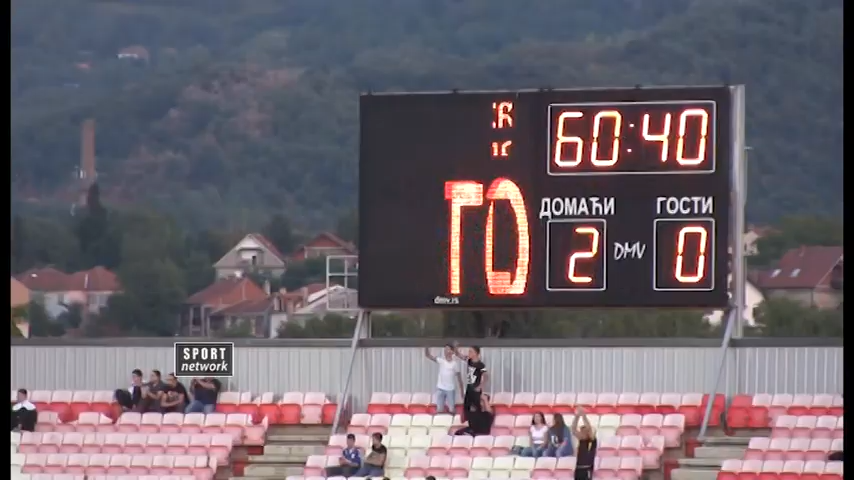 60:40
ДОМАЋИ ГОСТИ
2 DMV 0
ГО
dmv.rs
SPORT
network